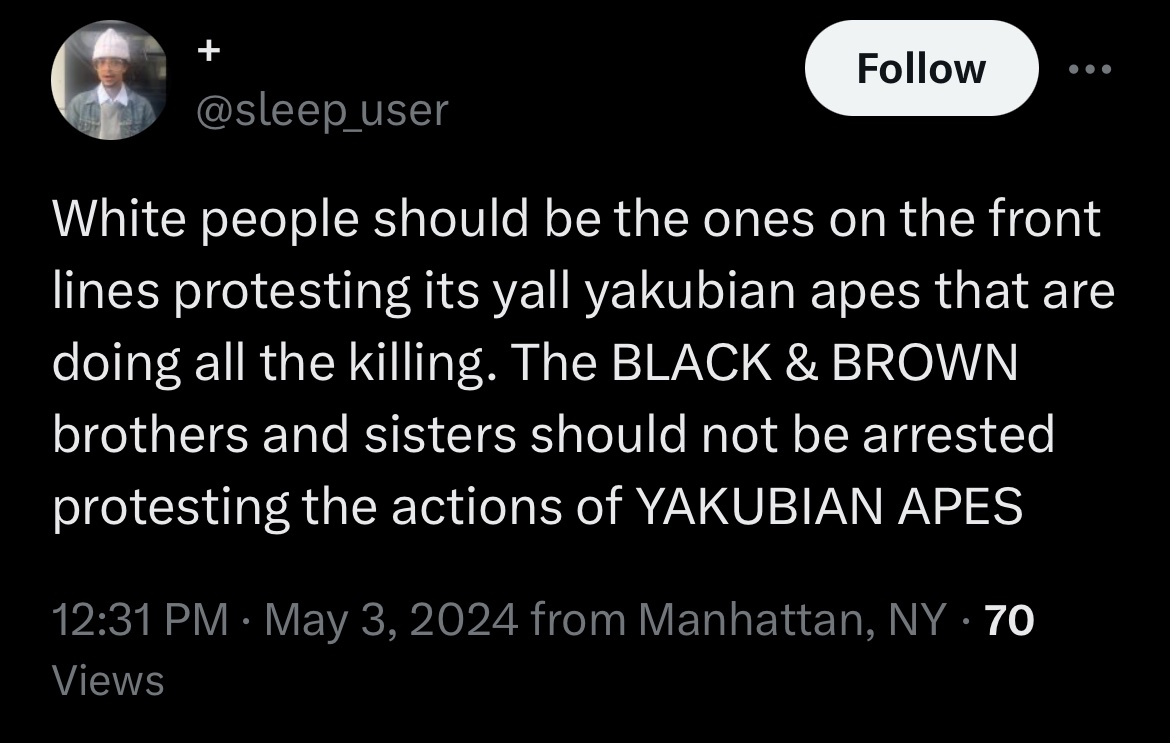 +
Follow
@sleep_user
White people should be the ones on the front
lines protesting its yall yakubian apes that are
doing all the killing. The BLACK & BROWN
brothers and sisters should not be arrested
protesting the actions of YAKUBIAN APES
12:31 PM · May 3, 2024 from Manhattan, NY · 70
Views